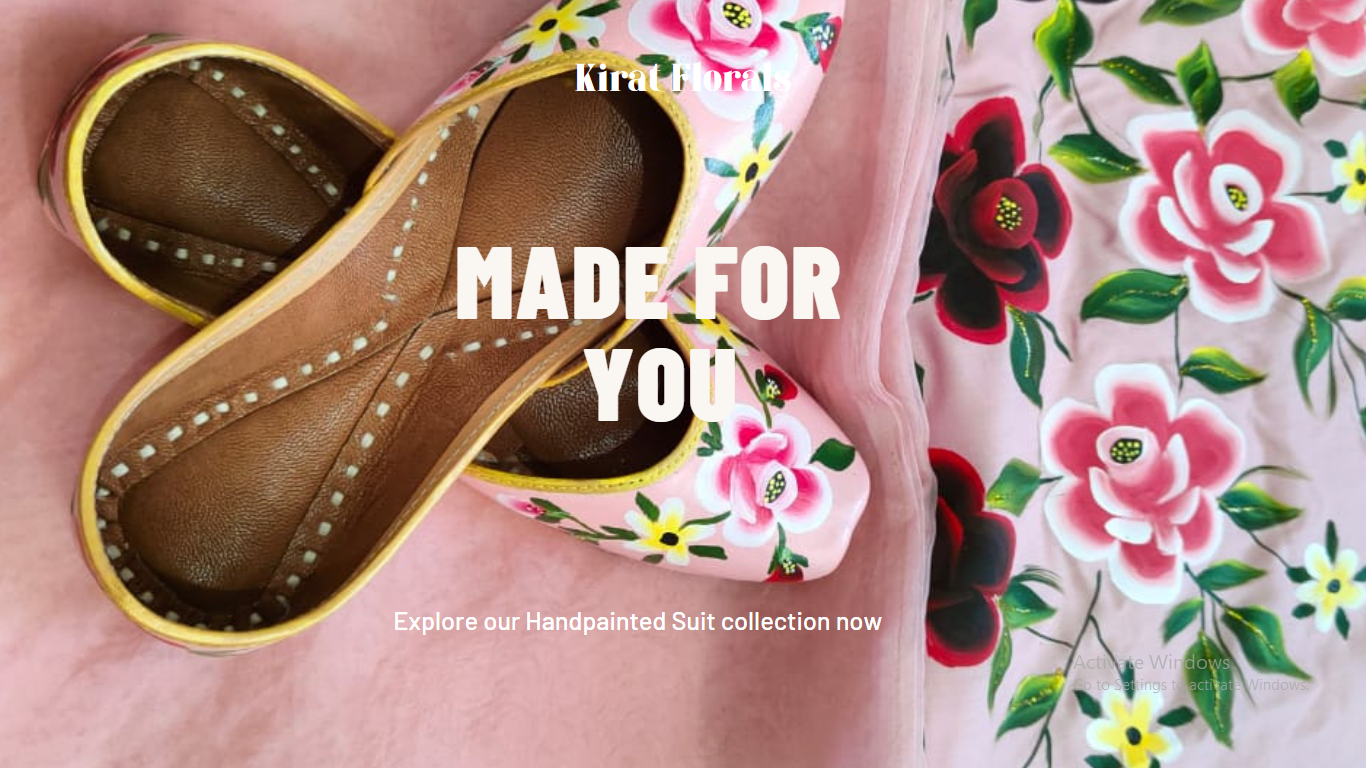 Kirat Florals
MADE FOR
YOU
Explore our Handpainted Suit collection now
Activate Windows
Go to Settings to activate Windows.